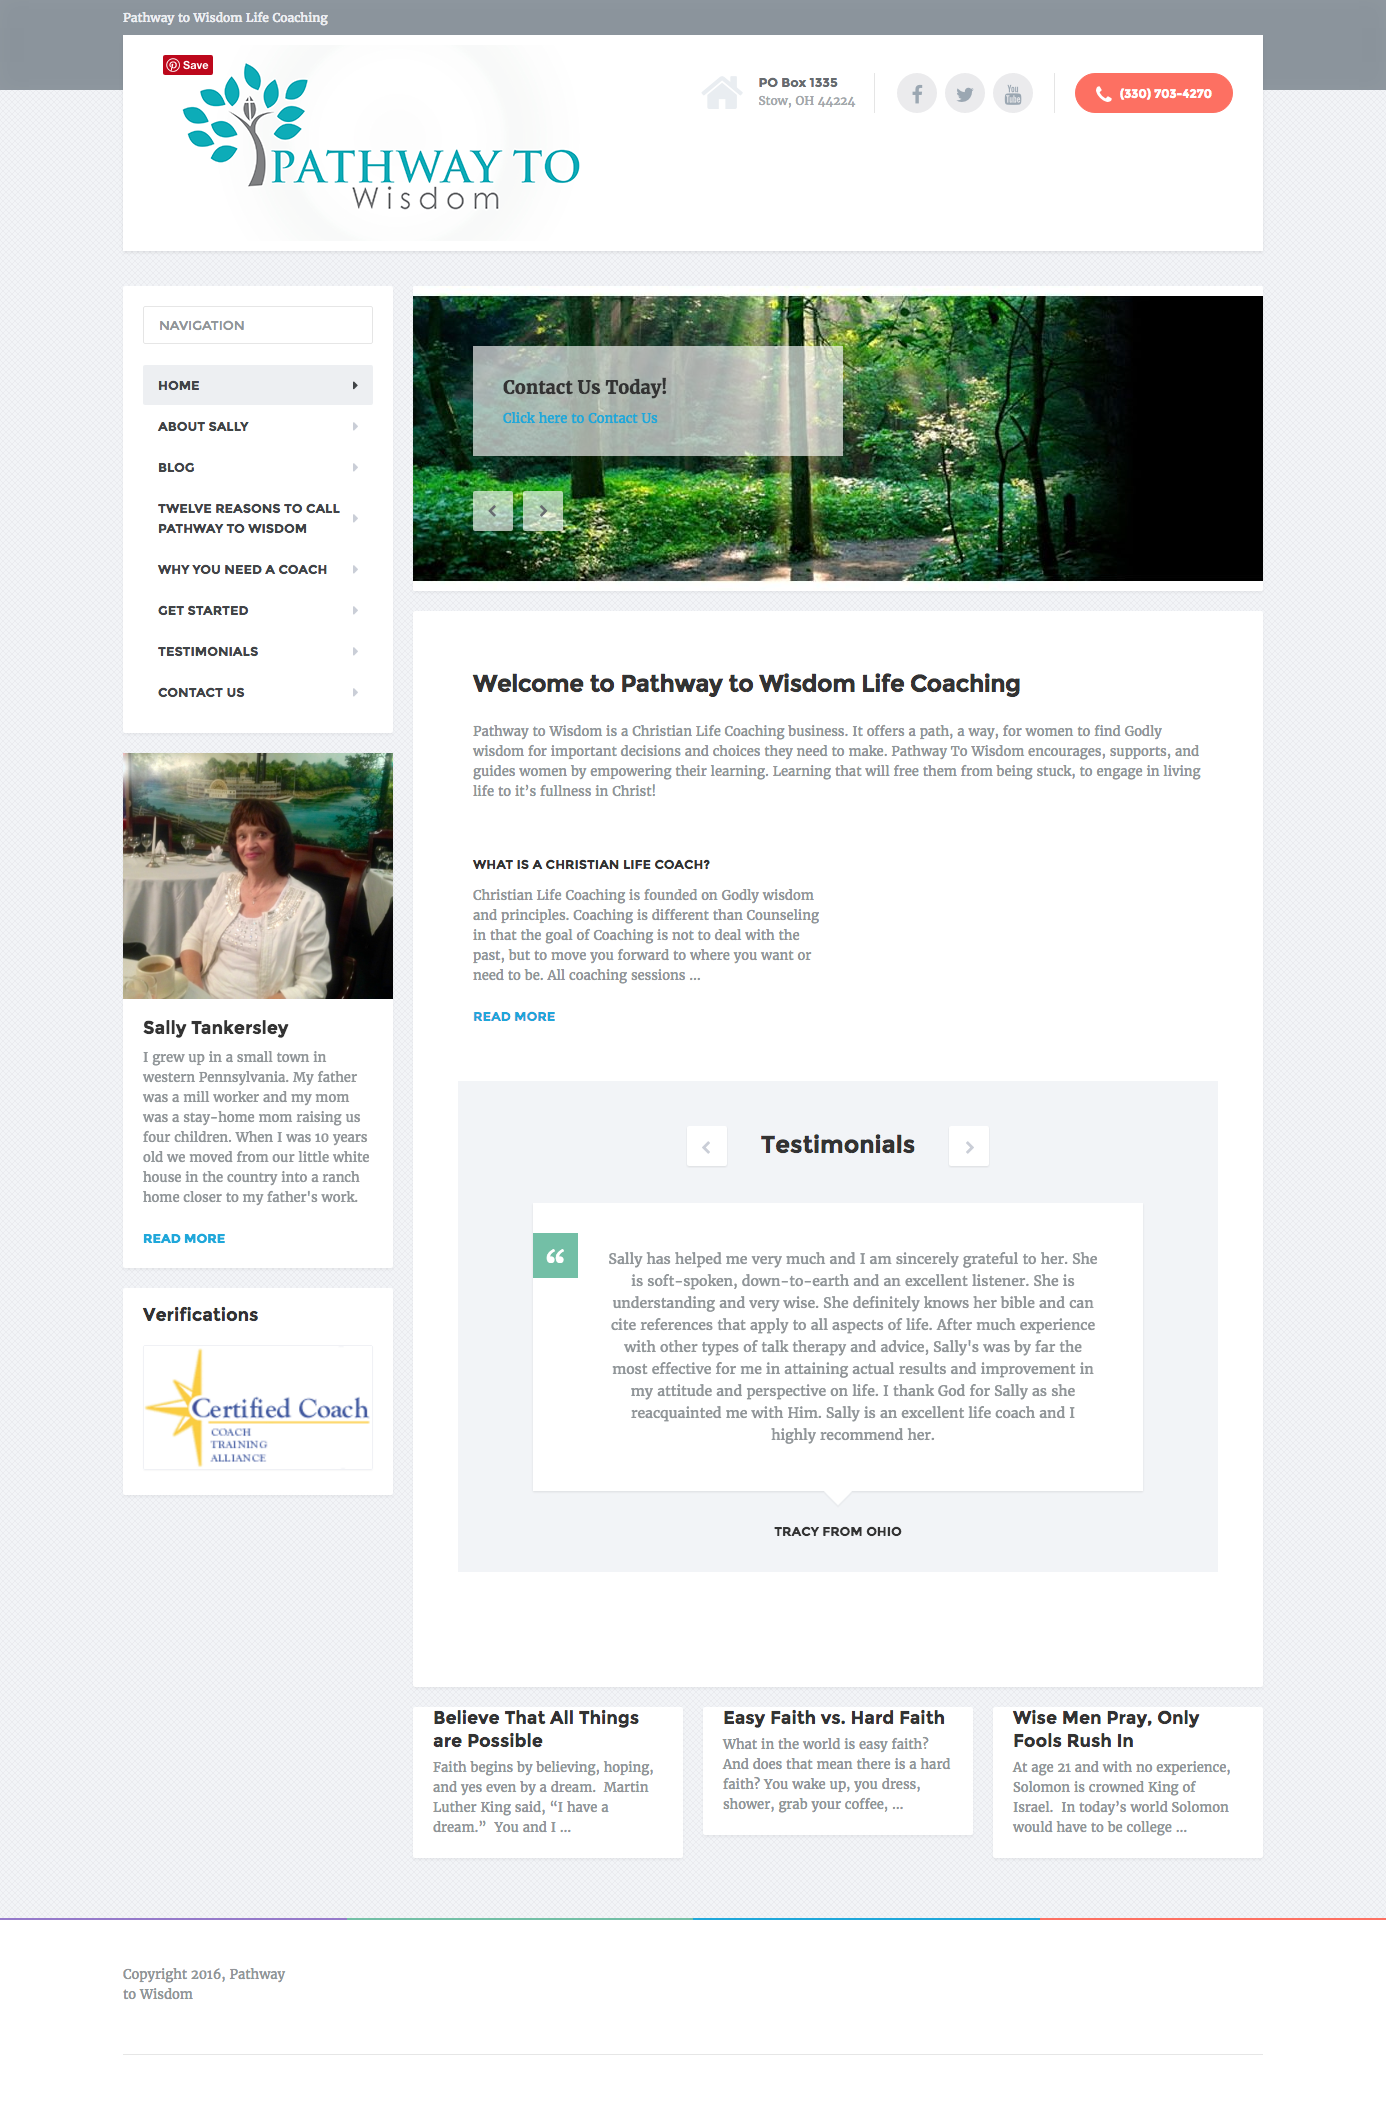 Pathway to Wisdom Life Coaching
Save
PATHWAY TO
Wisdom
PO Box 1335
Stow, OH 44224
You
Tube
(330) 703-4270
NAVIGATION
HOME
ABOUT SALLY
BLOG
TWELVE REASONS TO CALL
PATHWAY TO WISDOM
WHY YOU NEED A COACH
GET STARTED
TESTIMONIALS
CONTACT US
Sally Tankersley
I grew up in a small town in
western Pennsylvania. My father
was a mill worker and my mom
was a stay-home mom raising us
four children. When I was 10 years
old we moved from our little white
house in the country into a ranch
home closer to my father's work.
READ MORE
Verifications
Certified Coach
COACH
TRAINING
ALLIANCE
Contact Us Today!
Click here to Contact Us
Welcome to Pathway to Wisdom Life Coaching
Pathway to Wisdom is a Christian Life Coaching business. It offers a path, a way, for women to find Godly
wisdom for important decisions and choices they need to make. Pathway To Wisdom encourages, supports, and
guides women by empowering their learning. Learning that will free them from being stuck, to engage in living
life to it’s fullness in Christ!
WHAT IS A CHRISTIAN LIFE COACH?
Christian Life Coaching is founded on Godly wisdom
and principles. Coaching is different than Counseling
in that the goal of Coaching is not to deal with the
past, but to move you forward to where you want or
need to be. All coaching sessions ...
READ MORE
Testimonials
Sally has helped me very much and I am sincerely grateful to her. She
is soft-spoken, down-to-earth and an excellent listener. She is
understanding and very wise. She definitely knows her bible and can
cite references that apply to all aspects of life. After much experience
with other types of talk therapy and advice, Sally's was by far the
most effective for me in attaining actual results and improvement in
my attitude and perspective on life. I thank God for Sally as she
reacquainted me with Him. Sally is an excellent life coach and I
highly recommend her.
TRACY FROM OHIO
Believe That All Things
are Possible
Faith begins by believing, hoping,
and yes even by a dream.  Martin
Luther King said, “I have a
dream.”  You and I ...
Easy Faith vs. Hard Faith
What in the world is easy faith?
And does that mean there is a hard
faith? You wake up, you dress,
shower, grab your coffee, ...
Wise Men Pray, Only
Fools Rush In
At age 21 and with no experience,
Solomon is crowned King of
Israel.  In today’s world Solomon
would have to be college ...
Copyright 2016, Pathway
to Wisdom